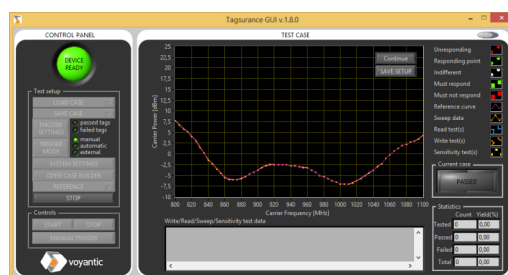 Tagsurance GUI v.1.8.0
CONTROL PANEL
DEVICE
READY
Test setup
LOAD CASE
SAVE CASE
ENCODE
SETTINGS
passed tags
failed tags
TRIGGER
MODE
manual
automatic
external
SYSTEM SETTINGS
OPEN CASE BUILDER
REFERENCE
STOP
Controls
START STOP
MANUAL TRIGGER
voyantic
TEST CASE
Continue
SAVE SETUP
Carrier Power [dBm]
25
22,5
20
17,5
15
12,5
10
7,5
5
2,5
0
-2,5
-5
-7,5
-10
800 820 840 860 880 900 920 940 960 980 1000 1020 1040 1060 1080 1100
Carrier Frequency [MHz]
Write/Read/Sweep/Sensitivity test data
Unresponding
Responding point
Indifferent
Must respond
Must not respond
Reference curve
Sweep data
Read test(s)
Write test(s)
Sensitivity test(s)
Current case
PASSED
Statistics
Count Yield(%)
Tested 0 0,00
Passed 0 0,00
Failed 0 0,00
Total 0 0,00